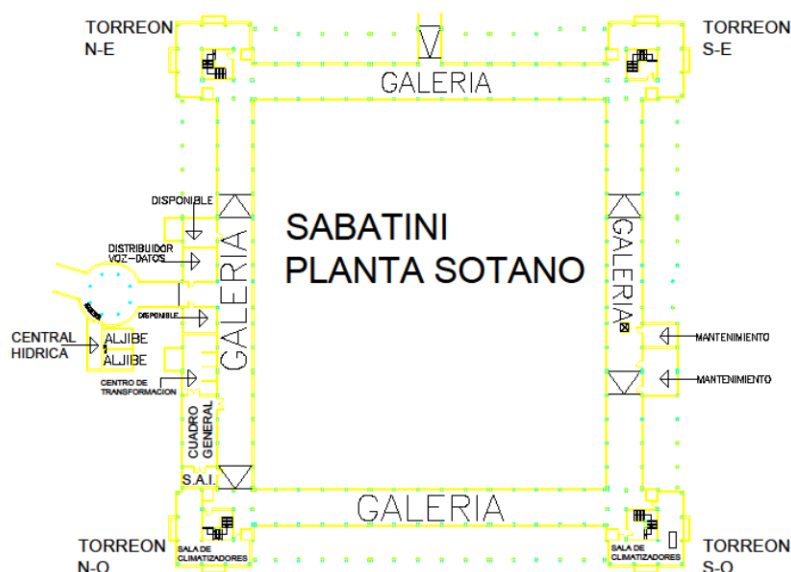 TORREON
N-E
TORREON
S-E
GALERIA
DISPONIBLE
SABATINI
PLANTA SOTANO
DISTRIBUIDOR
VOZ-DATOS
GALERIA
GALERIA
DISPONIBLE
CENTRAL
HIDRICA
ALJIBE
ALJIBE
MANTENIMIENTO
MANTENIMIENTO
CENTRO DE
TRANSFORMACION
CUADRO
GENERAL
S.A.I.
GALERIA
TORREON
N-O
SALA DE
CLIMATIZADORES
SALA DE
CLIMATIZADORES
TORREON
S-O